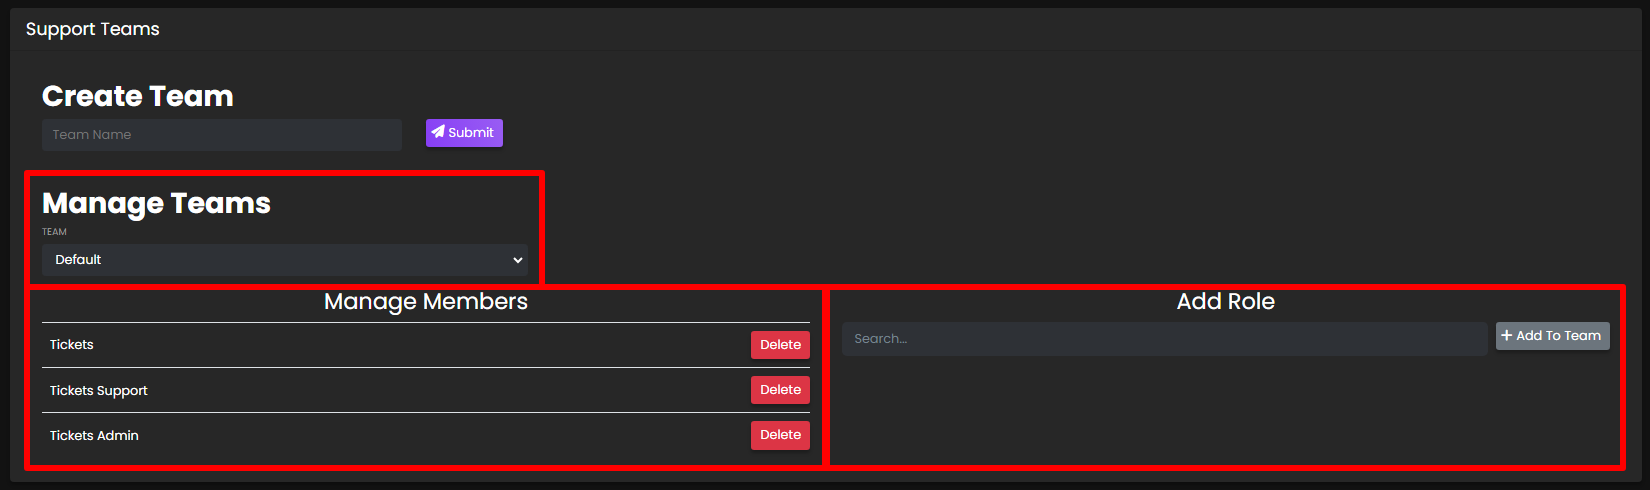 Support Teams
Create Team
Team Name
Submit
Manage Teams
TEAM
Default
Manage Members
Tickets
Delete
Tickets Support
Delete
Tickets Admin
Delete
Add Role
Search...
+ Add To Team